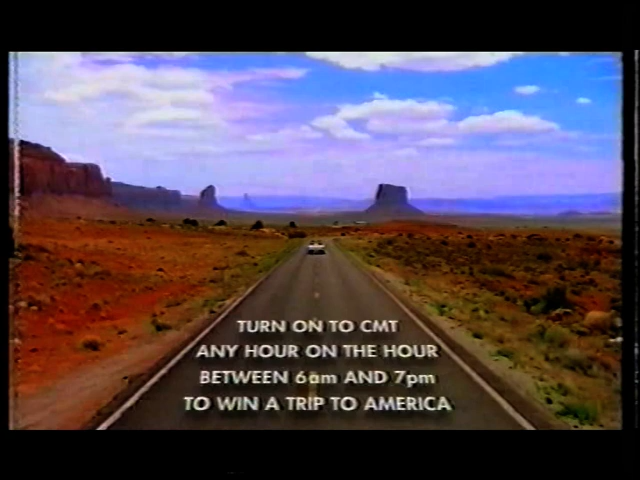 TURN ON TO CMT
ANY HOUR ON THE HOUR
BETWEEN 6am AND 7pm
TO WIN A TRIP TO AMERICA